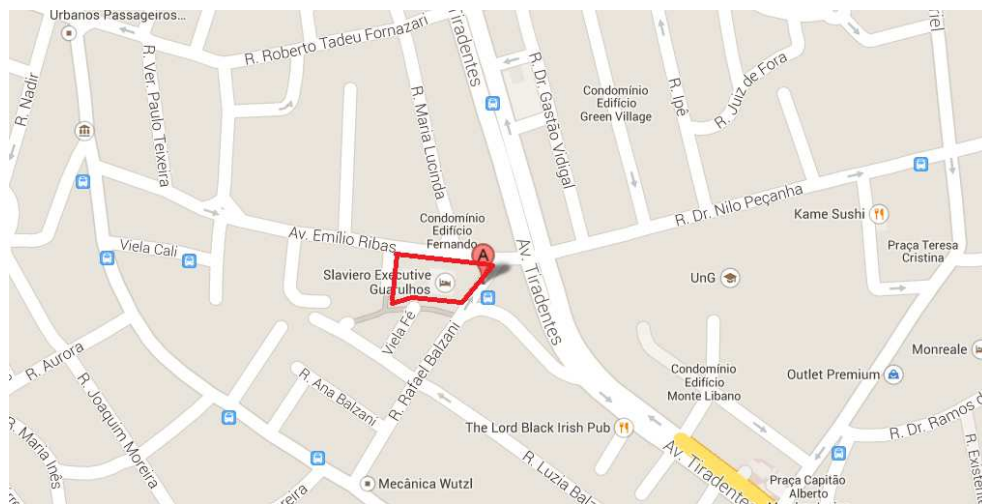 Urbanos Passageiros...
R. Roberto Tadeu Fornazari
R. Nadir
R. Ver. Paulo Teixeira
R. Maria Lucinda
Tiradentes
R. Dr. Gastão Vidigal
Condomínio
Edifício
Green Village
R. Ipê
R. Juiz de Fora
R. Dr. Nilo Peçanha
Kame Sushi
Condomínio
Edifício
Fernando
Av. Emílio Ribas
Viela Cali
A
Av. Tiradentes
Praça Teresa
Cristina
Slaviero Executive
Guarulhos
UnG
Viela Fé
R. Rafael Balzani
R. Aurora
R. Joaquim Moreira
R. Ana Balzani
Monreale
Outlet Premium
Condomínio
Edifício
Monte Libano
The Lord Black Irish Pub
R. Dr. Ramos d
R. Maria Inês
R. Luzia Balzani
Av. Tiradentes
Mecânica Wutzl
Praça Capitão
Alberto